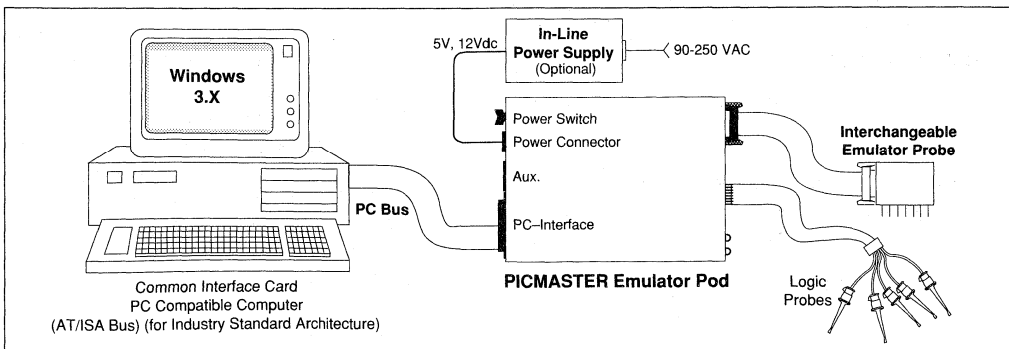 Windows
3.X
5V, 12Vdc
In-Line
Power Supply
(Optional)
90-250 VAC
Power Switch
Power Connector
Aux.
PC–Interface
PC Bus
Interchangeable
Emulator Probe
PICMASTER Emulator Pod
Logic
Probes
Common Interface Card
PC Compatible Computer
(AT/ISA Bus) (for Industry Standard Architecture)